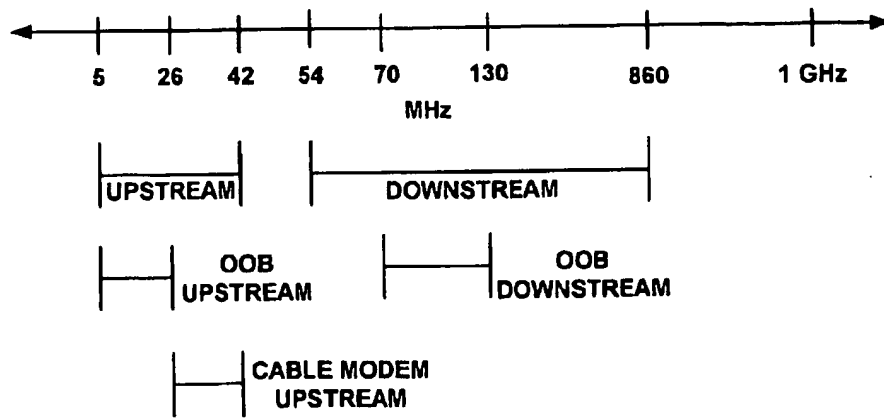 5 26 42 54 70 130 860 1 GHz
MHz
UPSTREAM DOWNSTREAM
OOB
UPSTREAM
OOB
DOWNSTREAM
CABLE MODEM
UPSTREAM